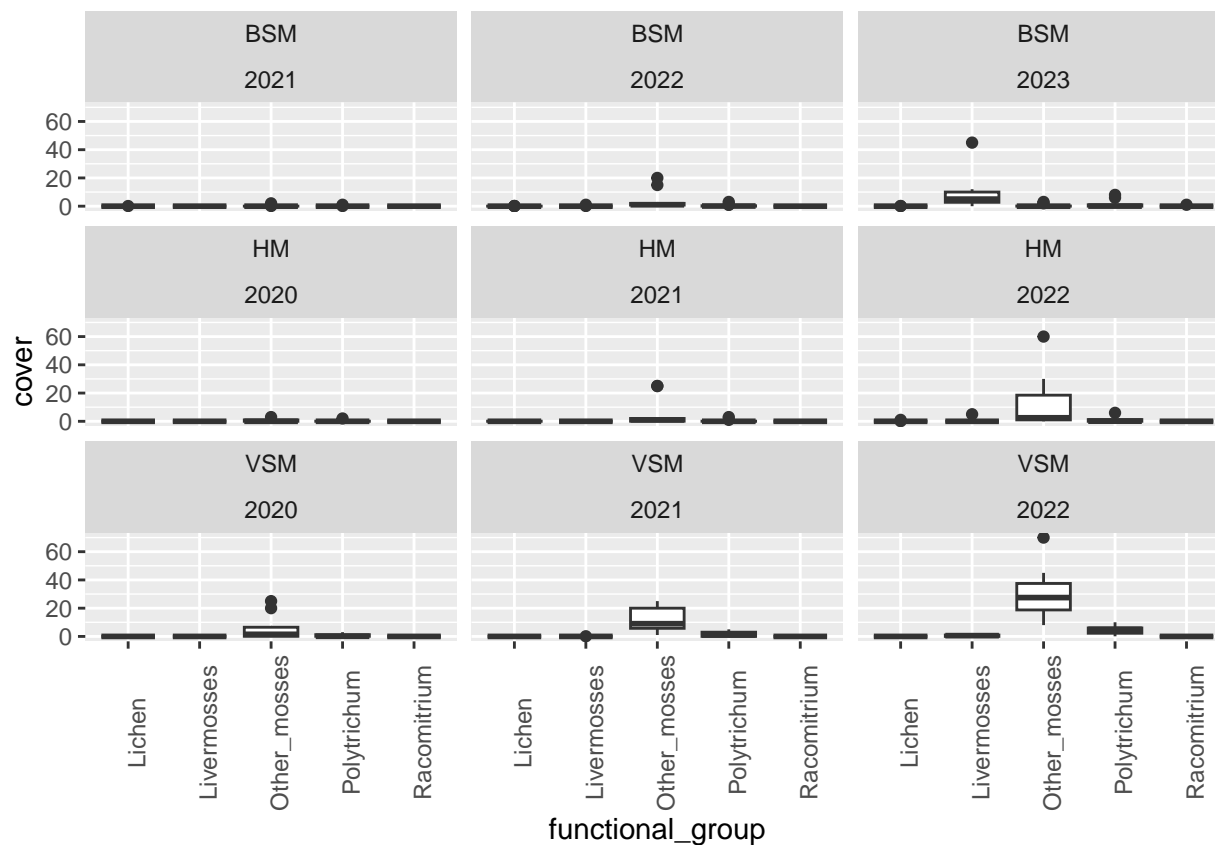 BSM
2021
BSM
2022
BSM
2023
60
40
20
0
HM
2020
HM
2021
HM
2022
60
40
20
0
VSM
2020
VSM
2021
VSM
2022
60
40
20
0
cover
Lichen
Livermosses
Other_mosses
Polytrichum
Racomitrium
Lichen
Livermosses
Other_mosses
Polytrichum
Racomitrium
Lichen
Livermosses
Other_mosses
Polytrichum
Racomitrium
functional_group